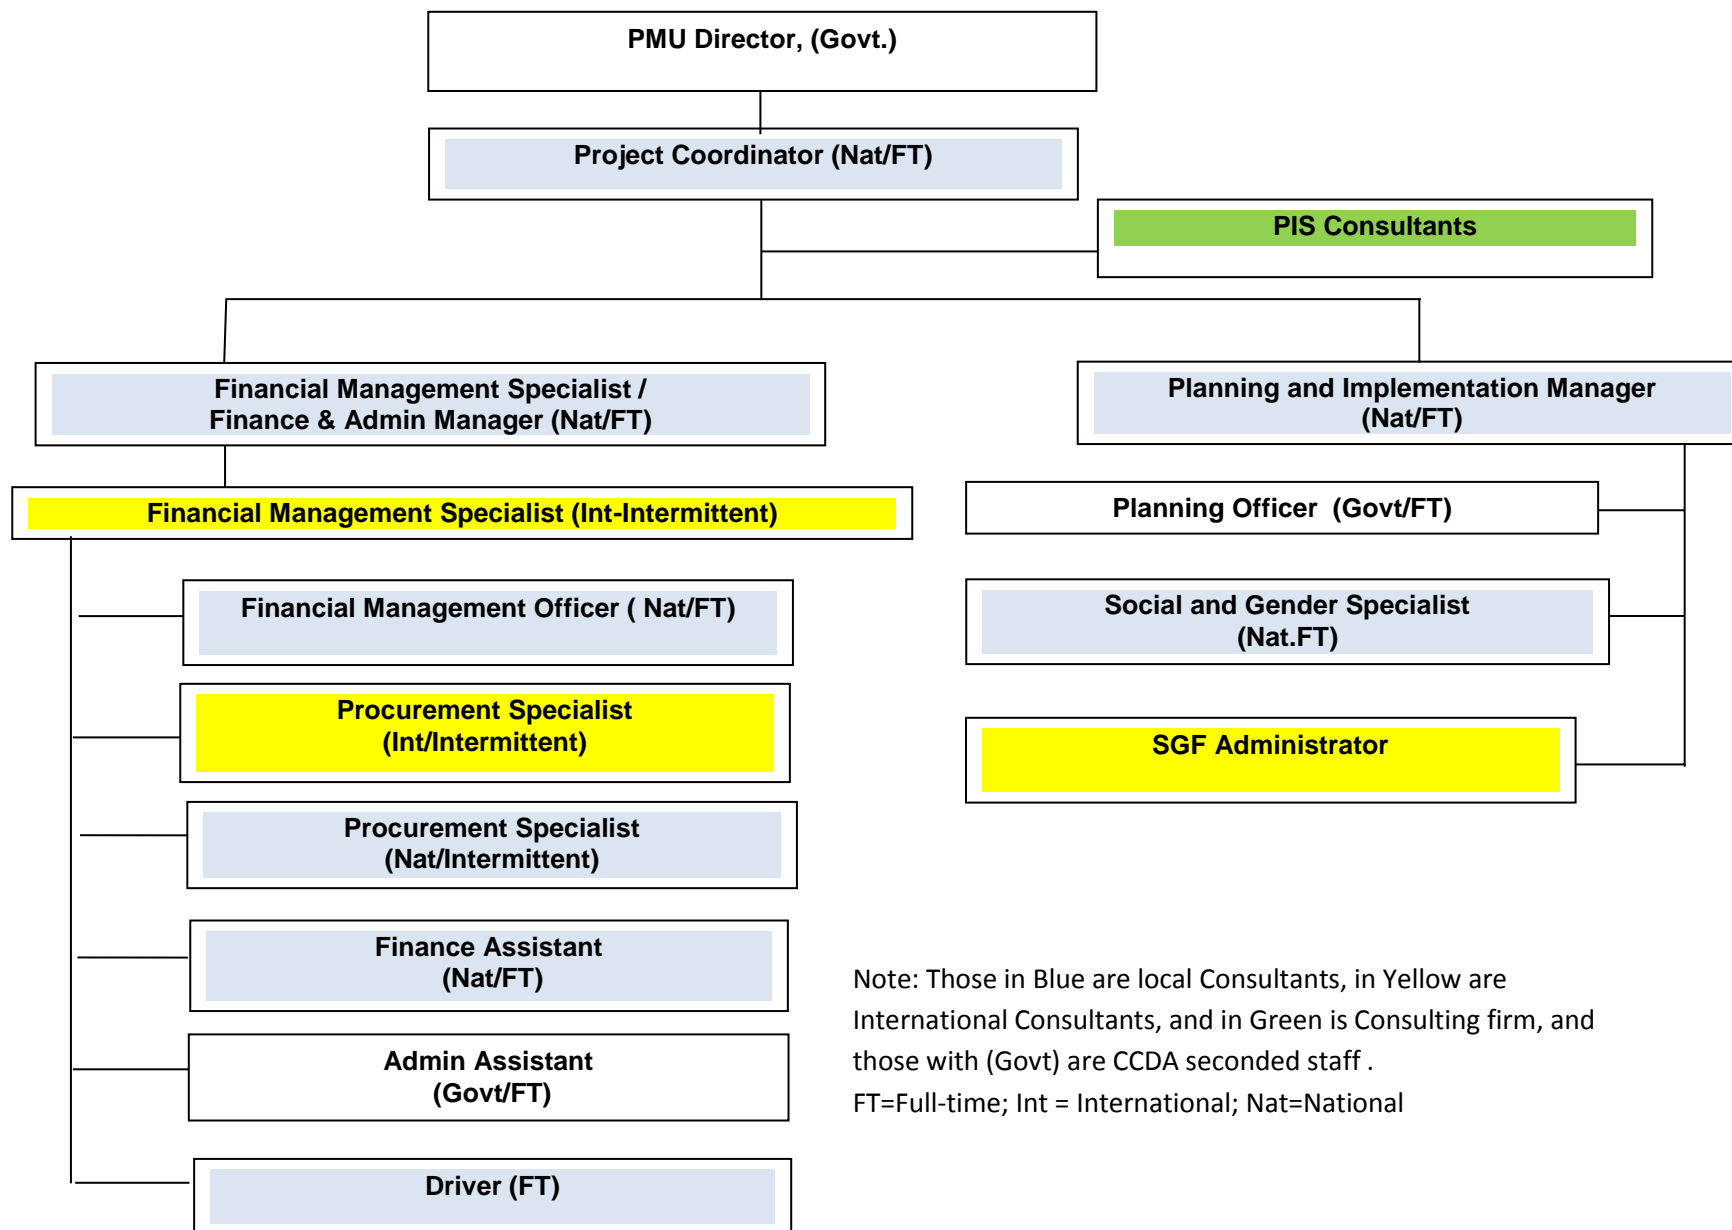 PMU Director, (Govt.)
Project Coordinator (Nat/FT)
PIS Consultants
Financial Management Specialist /
Finance & Admin Manager (Nat/FT)
Planning and Implementation Manager
(Nat/FT)
Financial Management Specialist (Int-Intermittent)
Planning Officer  (Govt/FT)
Financial Management Officer ( Nat/FT)
Social and Gender Specialist
(Nat.FT)
Procurement Specialist
(Int/Intermittent)
SGF Administrator
Procurement Specialist
(Nat/Intermittent)
Finance Assistant
(Nat/FT)
Admin Assistant
(Govt/FT)
Driver (FT)
Note: Those in Blue are local Consultants, in Yellow are
International Consultants, and in Green is Consulting firm, and
those with (Govt) are CCDA seconded staff .
FT=Full-time; Int = International; Nat=National